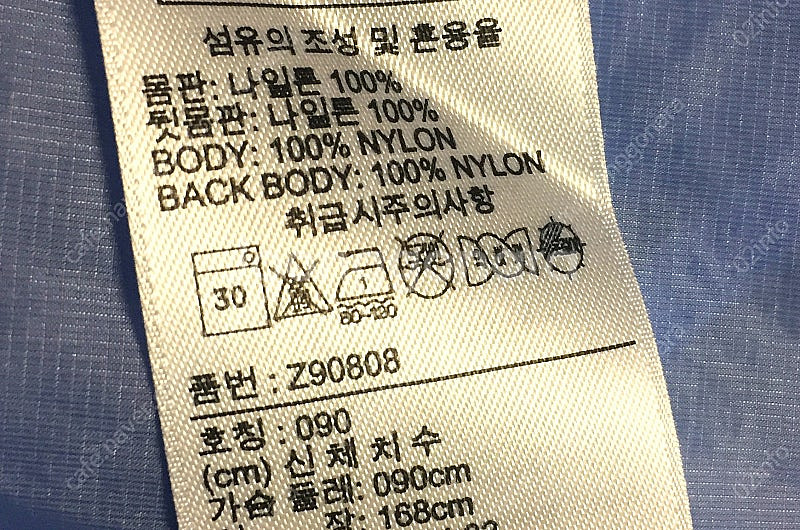 섬유의 조성 및 혼용율
몸판: 나일론 100%
뒷몸판: 나일론 100%
BODY: 100% NYLON
BACK BODY: 100% NYLON
취급시주의사항
30
1
80~120
품번 : Z90808
호칭 : 090
(cm) 신체치수
가슴둘레: 090cm
장: 168cm